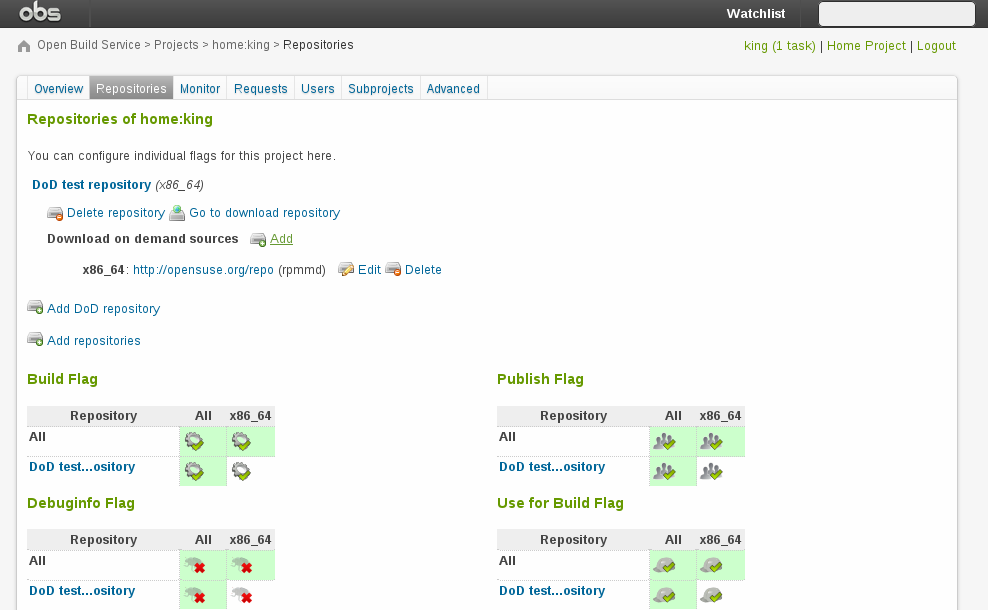 obs
Watchlist
Open Build Service > Projects > home:king > Repositories
king (1 task) | Home Project | Logout
Overview Repositories Monitor Requests Users Subprojects Advanced
Repositories of home:king
You can configure individual flags for this project here.
DoD test repository (x86_64)
Delete repository Go to download repository
Download on demand sources Add
x86_64: http://opensuse.org/repo (rpmmd) Edit Delete
Add DoD repository
Add repositories
Build Flag
Repository All x86_64
All
DoD test...ository
Publish Flag
Repository All x86_64
All
DoD test...ository
Debuginfo Flag
Repository All x86_64
All
DoD test...ository
Use for Build Flag
Repository All x86_64
All
DoD test...ository